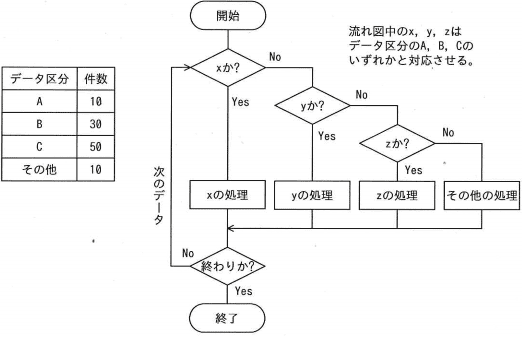 開始
流れ図中のx, y, zは
データ区分のA, B, Cの
いずれかと対応させる。
xか?
No
Yes
yか?
No
Yes
zか?
No
Yes
データ区分 件数
A 10
B 30
C 50
その他 10
次のデータ
xの処理
yの処理
zの処理
その他の処理
終わりか?
No
Yes
終了